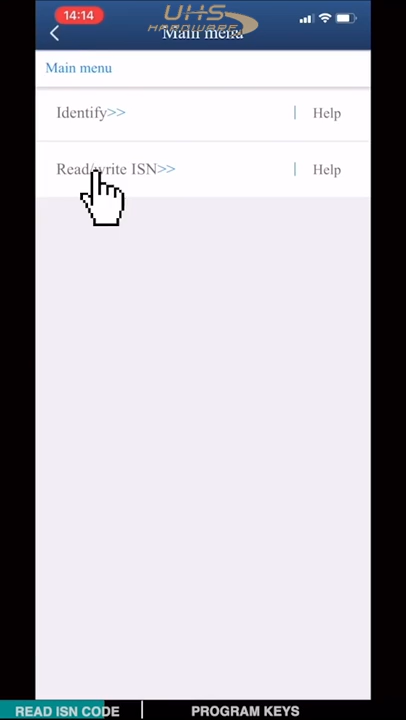 14:14
UHS
HARDWARE
Main menu
Main menu
Identify>> | Help
Read/write ISN>> | Help
READ ISN CODE | PROGRAM KEYS